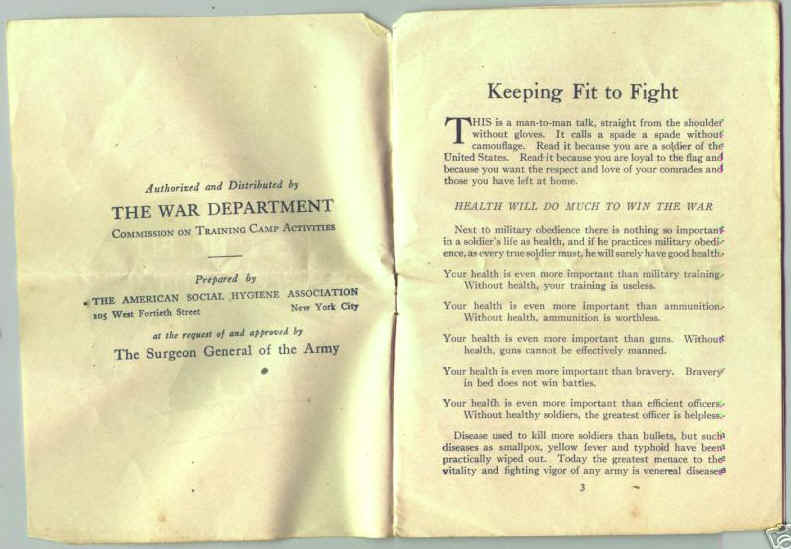 Authorized and Distributed by
THE WAR DEPARTMENT
COMMISSION ON TRAINING CAMP ACTIVITIES
Prepared by
THE AMERICAN SOCIAL HYGIENE ASSOCIATION
105 West Fortieth Street New York City
at the request of and approved by
The Surgeon General of the Army
Keeping Fit to Fight
THIS is a man-to-man talk, straight from the shoulder
without gloves. It calls a spade a spade without
camouflage. Read it because you are a soldier of the
United States. Read it because you are loyal to the flag and
because you want the respect and love of your comrades and
those you have left at home.
HEALTH WILL DO MUCH TO WIN THE WAR
Next to military obedience there is nothing so important
in a soldier's life as health, and if he practices military obedi-
ence, as every true soldier must, he will surely have good health.
Your health is even more important than military training.
Without health, your training is useless.
Your health is even more important than ammunition.
Without health, ammunition is worthless.
Your health is even more important than guns. Without
health, guns cannot be effectively manned.
Your health is even more important than bravery. Bravery
in bed does not win battles.
Your health is even more important than efficient officers.
Without healthy soldiers, the greatest officer is helpless.
Disease used to kill more soldiers than bullets, but such
diseases as smallpox, yellow fever and typhoid have been
practically wiped out. Today the greatest menace to the
vitality and fighting vigor of any army is venereal diseases
3